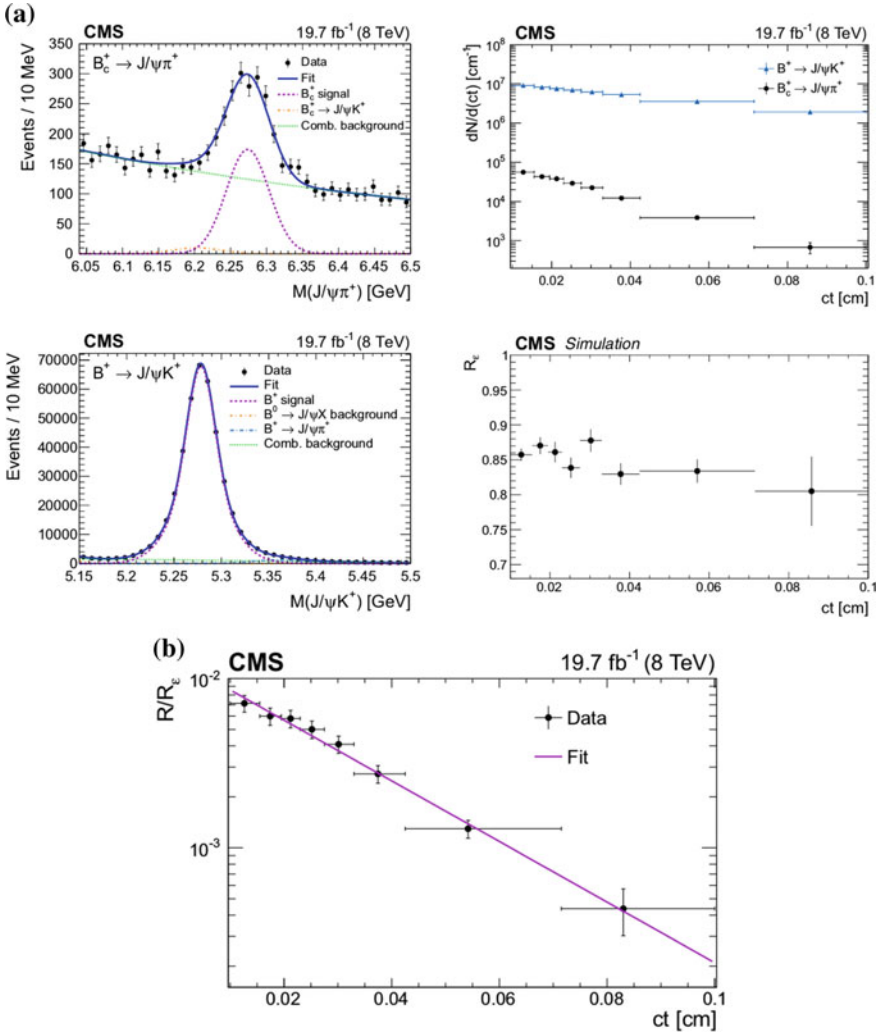 (a)
CMS 19.7 fb⁻¹ (8 TeV)
B_c⁺ → J/ψπ⁺
Data
Fit
B_c⁺ signal
B_c⁺ → J/ψK⁺
Comb. background
Events / 10 MeV
350
300
250
200
150
100
50
0
6.05 6.1 6.15 6.2 6.25 6.3 6.35 6.4 6.45 6.5
M(J/ψπ⁺) [GeV]
CMS 19.7 fb⁻¹ (8 TeV)
B⁺ → J/ψK⁺
B_c⁺ → J/ψπ⁺
dN/d(ct) [cm⁻¹]
10⁸
10⁷
10⁶
10⁵
10⁴
10³
0.02 0.04 0.06 0.08 0.1
ct [cm]
CMS 19.7 fb⁻¹ (8 TeV)
B⁺ → J/ψK⁺
Data
Fit
B⁺ signal
B⁰ → J/ψX background
B⁺ → J/ψπ⁺
Comb. background
Events / 10 MeV
70000
60000
50000
40000
30000
20000
10000
0
5.15 5.2 5.25 5.3 5.35 5.4 5.45 5.5
M(J/ψK⁺) [GeV]
CMS Simulation
R_ε
1
0.95
0.9
0.85
0.8
0.75
0.7
0.02 0.04 0.06 0.08 0.1
ct [cm]
(b)
CMS 19.7 fb⁻¹ (8 TeV)
R/R_ε
10⁻²
10⁻³
Data
Fit
0.02 0.04 0.06 0.08 0.1
ct [cm]